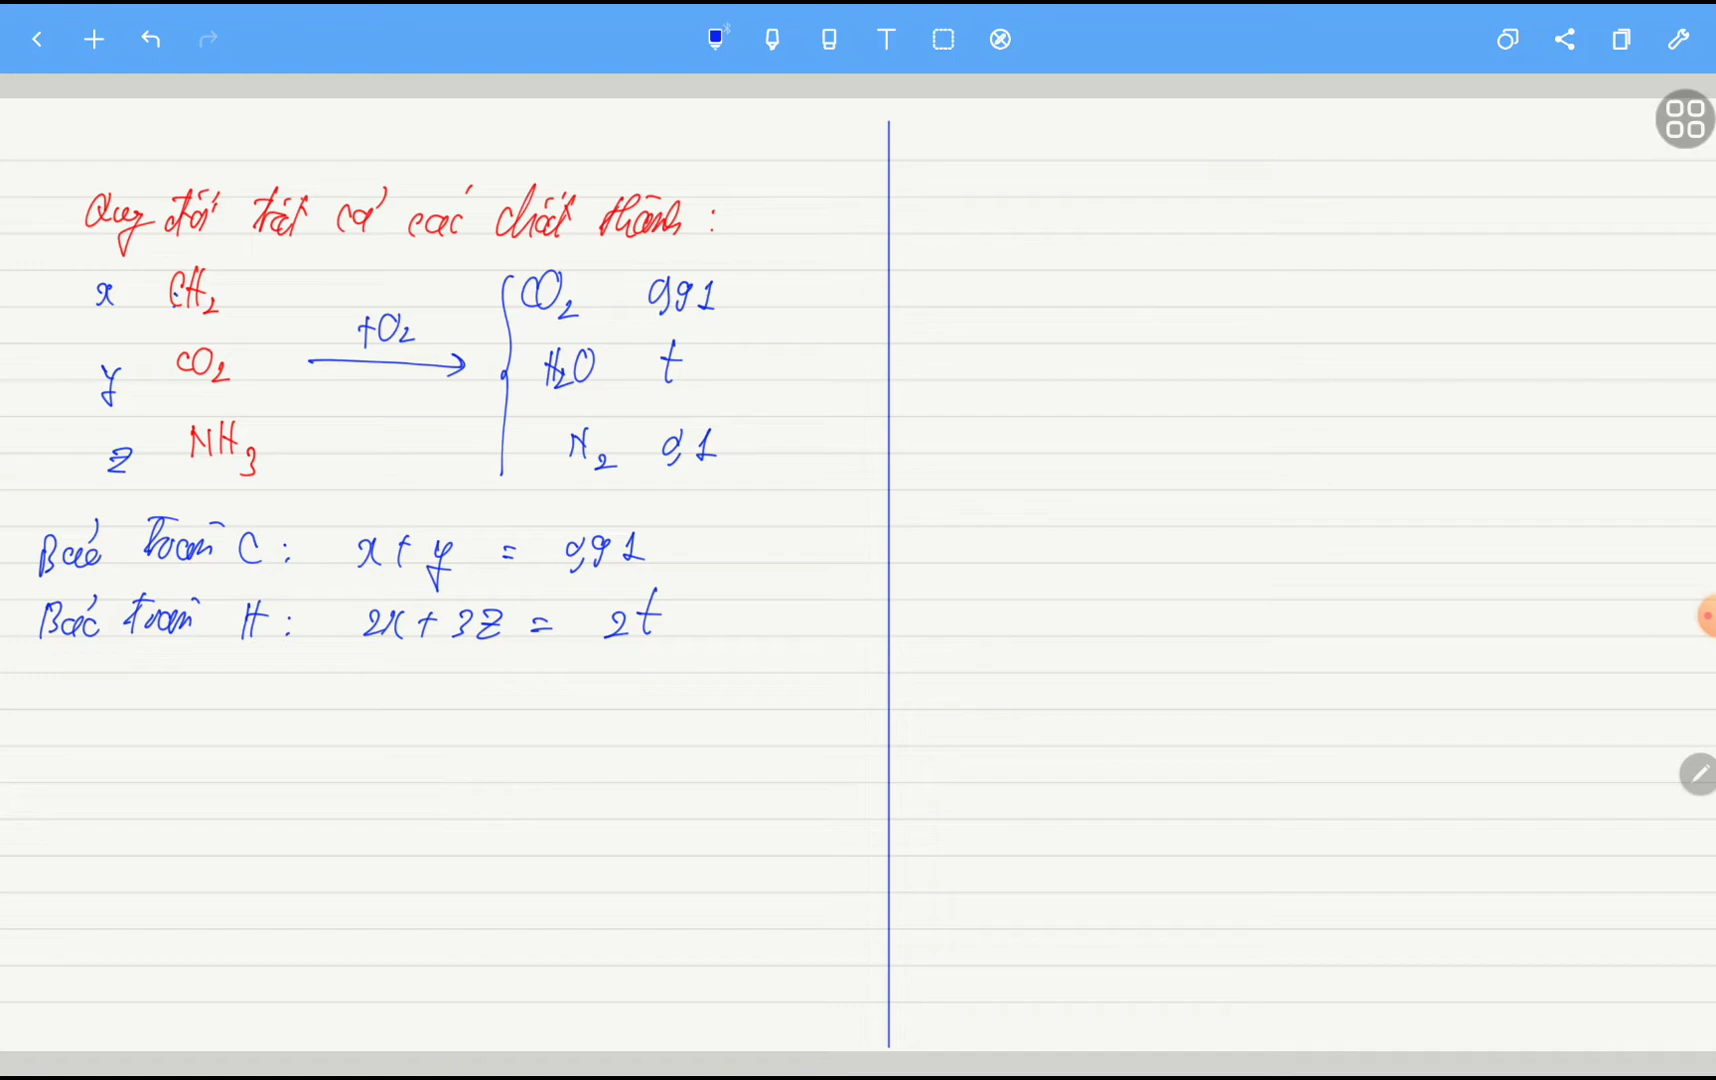 Quy đổi tất cả các chất thành :
x CH2
+O2
CO2 0,91
y CO2
H2O t
z NH3
N2 0,1
Bảo toàn C : x + y = 0,91
Bảo toàn H : 2x + 3z = 2t